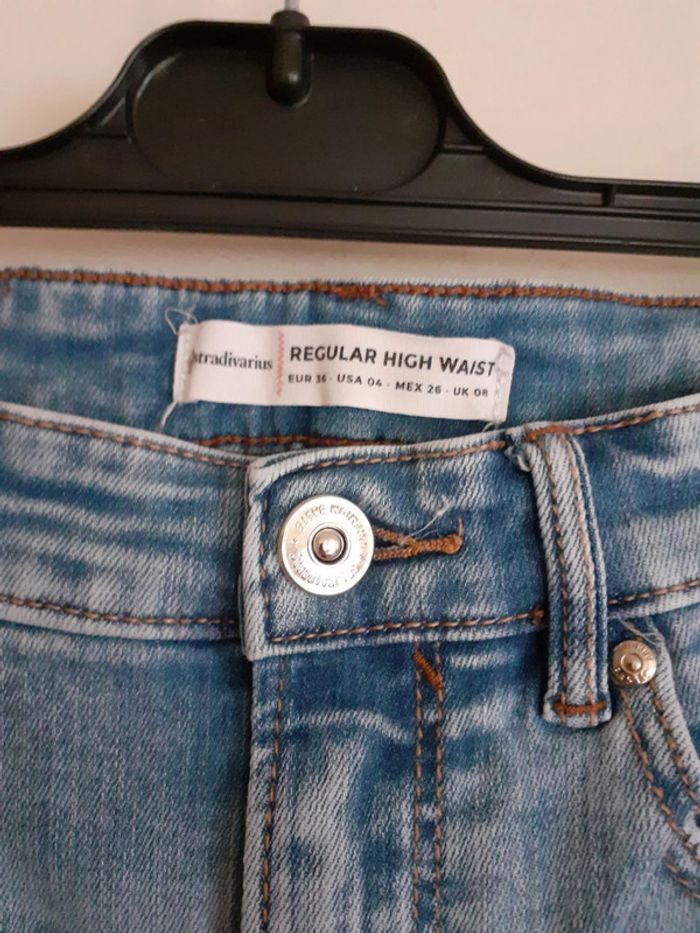 stradivarius
REGULAR HIGH WAIST
EUR 36 · USA 04 · MEX 26 · UK 08